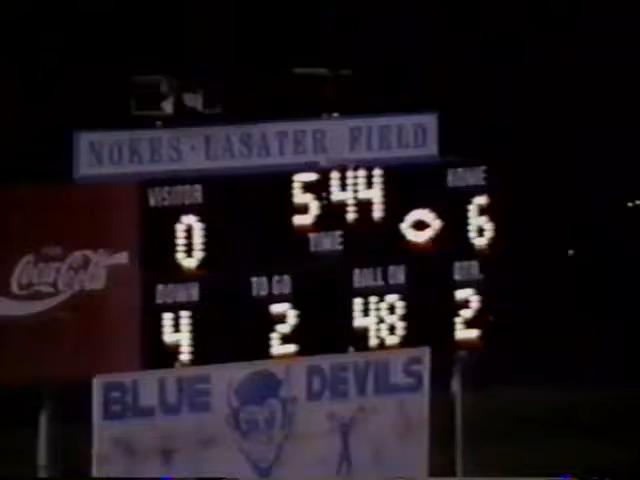 NOKES-LASATER FIELD
VISITOR 5:44 HOME
0 TIME 6
DOWN TO GO BALL ON QTR.
4 2 48 2
Coca-Cola
BLUE DEVILS